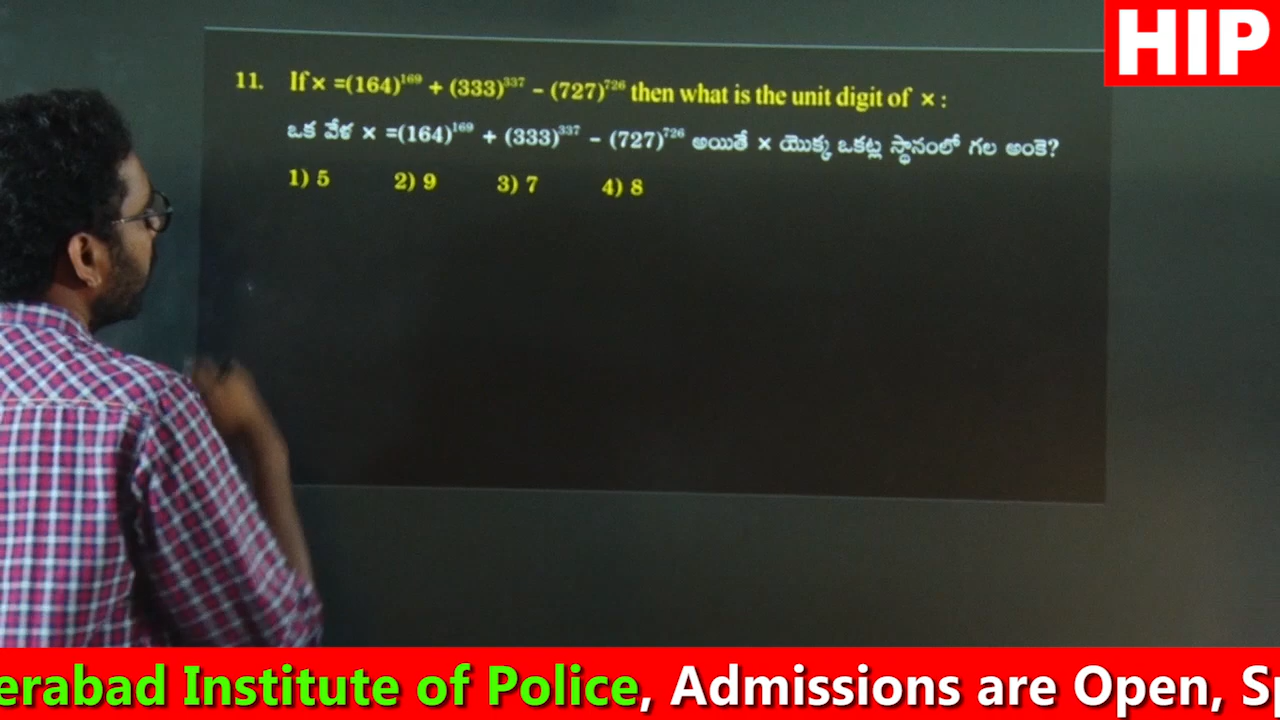 HIP
11. If × =(164)¹⁶⁹ + (333)³³⁷ – (727)⁷²⁶ then what is the unit digit of × :
ఒక వేళ × =(164)¹⁶⁹ + (333)³³⁷ – (727)⁷²⁶ అయితే × యొక్క ఒకట్ల స్థానంలో గల అంకె?
1) 5 2) 9 3) 7 4) 8
erabad Institute of Police, Admissions are Open, Sp